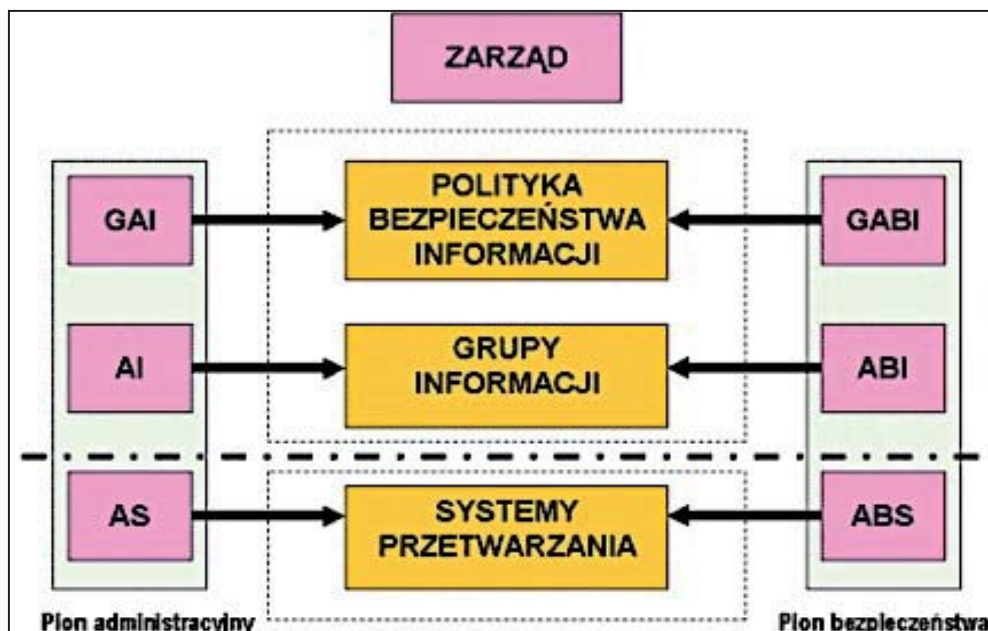 ZARZĄD
POLITYKA
BEZPIECZEŃSTWA
INFORMACJI
GAI
GABI
GRUPY
INFORMACJI
AI
ABI
SYSTEMY
PRZETWARZANIA
AS
ABS
Pion administracyjny
Pion bezpieczeństwa